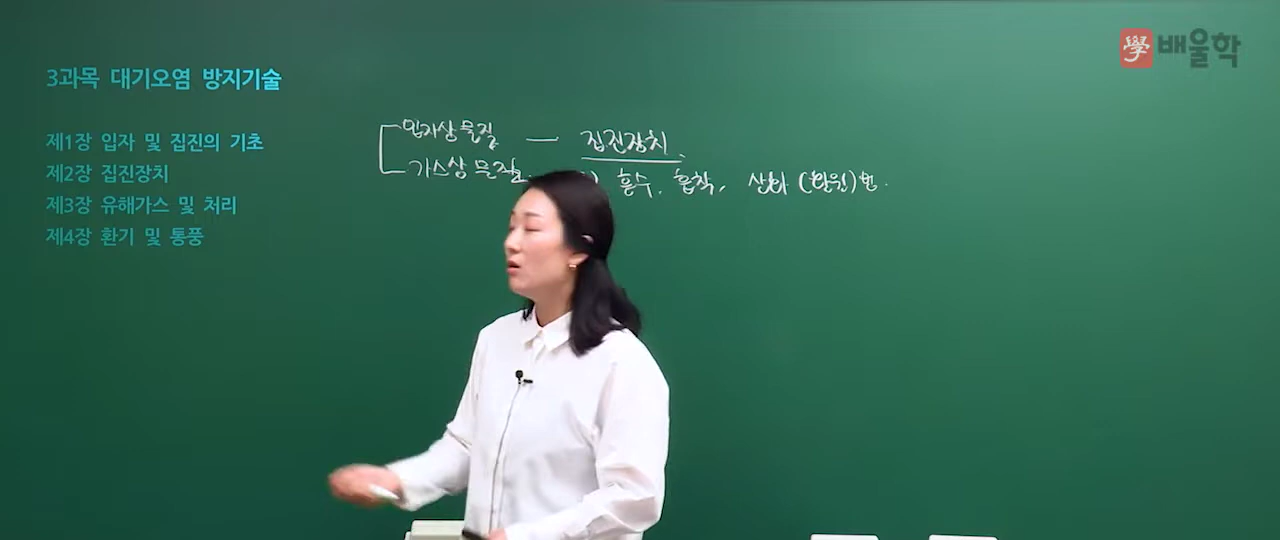 學 배울학
3과목 대기오염 방지기술
제1장 입자 및 집진의 기초
제2장 집진장치
제3장 유해가스 및 처리
제4장 환기 및 통풍
입자상 물질 — 집진장치
가스상 물질 흡수, 흡착, 산화(환원)법.